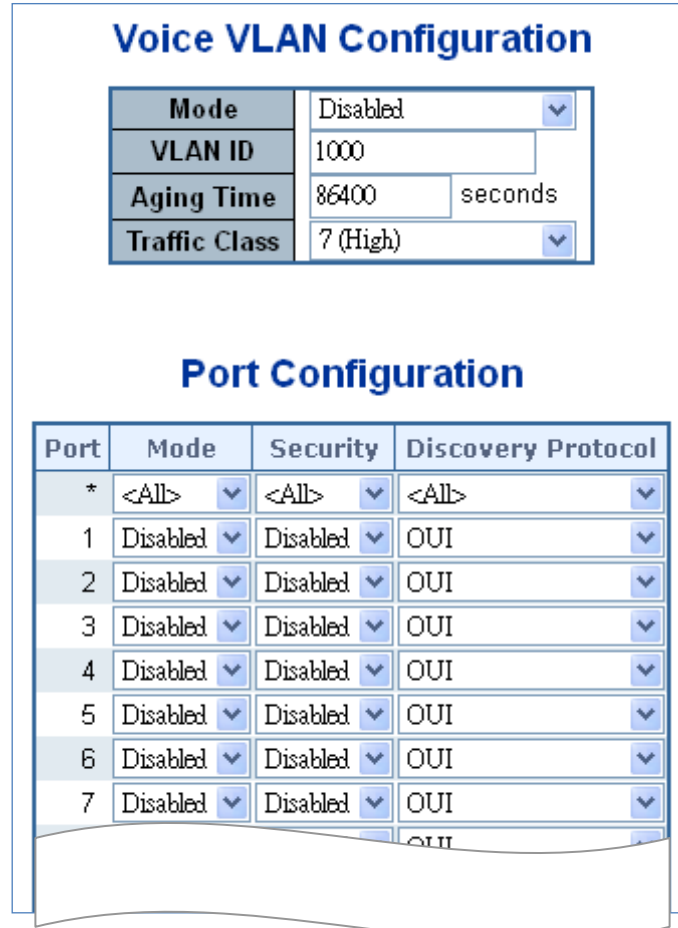 Voice VLAN Configuration
Mode Disabled
VLAN ID 1000
Aging Time 86400 seconds
Traffic Class 7 (High)
Port Configuration
Port Mode Security Discovery Protocol
* <All> <All> <All>
1 Disabled Disabled OUI
2 Disabled Disabled OUI
3 Disabled Disabled OUI
4 Disabled Disabled OUI
5 Disabled Disabled OUI
6 Disabled Disabled OUI
7 Disabled Disabled OUI
OUI